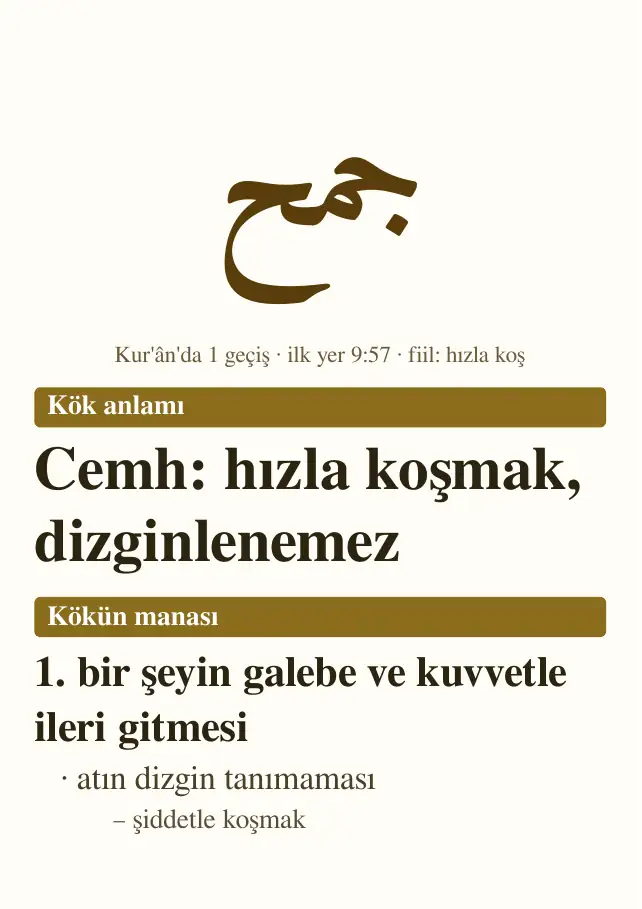 جمح
Kur'ân'da 1 geçiş · ilk yer 9:57 · fiil: hızla koş
Kök anlamı
Cemh: hızla koşmak,
dizginlenemez
Kökün manası
1. bir şeyin galebe ve kuvvetle
ileri gitmesi
· atın dizgin tanımaması
– şiddetle koşmak